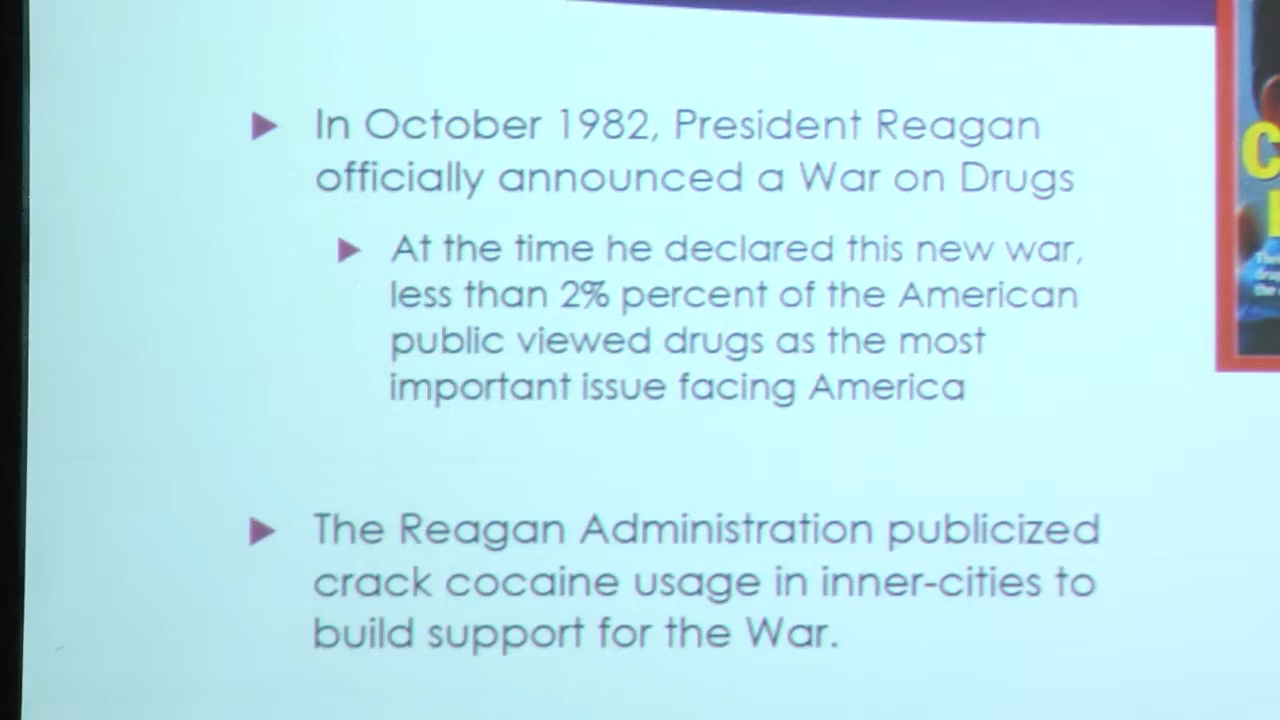 In October 1982, President Reagan
officially announced a War on Drugs
At the time he declared this new war,
less than 2% percent of the American
public viewed drugs as the most
important issue facing America
The Reagan Administration publicized
crack cocaine usage in inner-cities to
build support for the War.